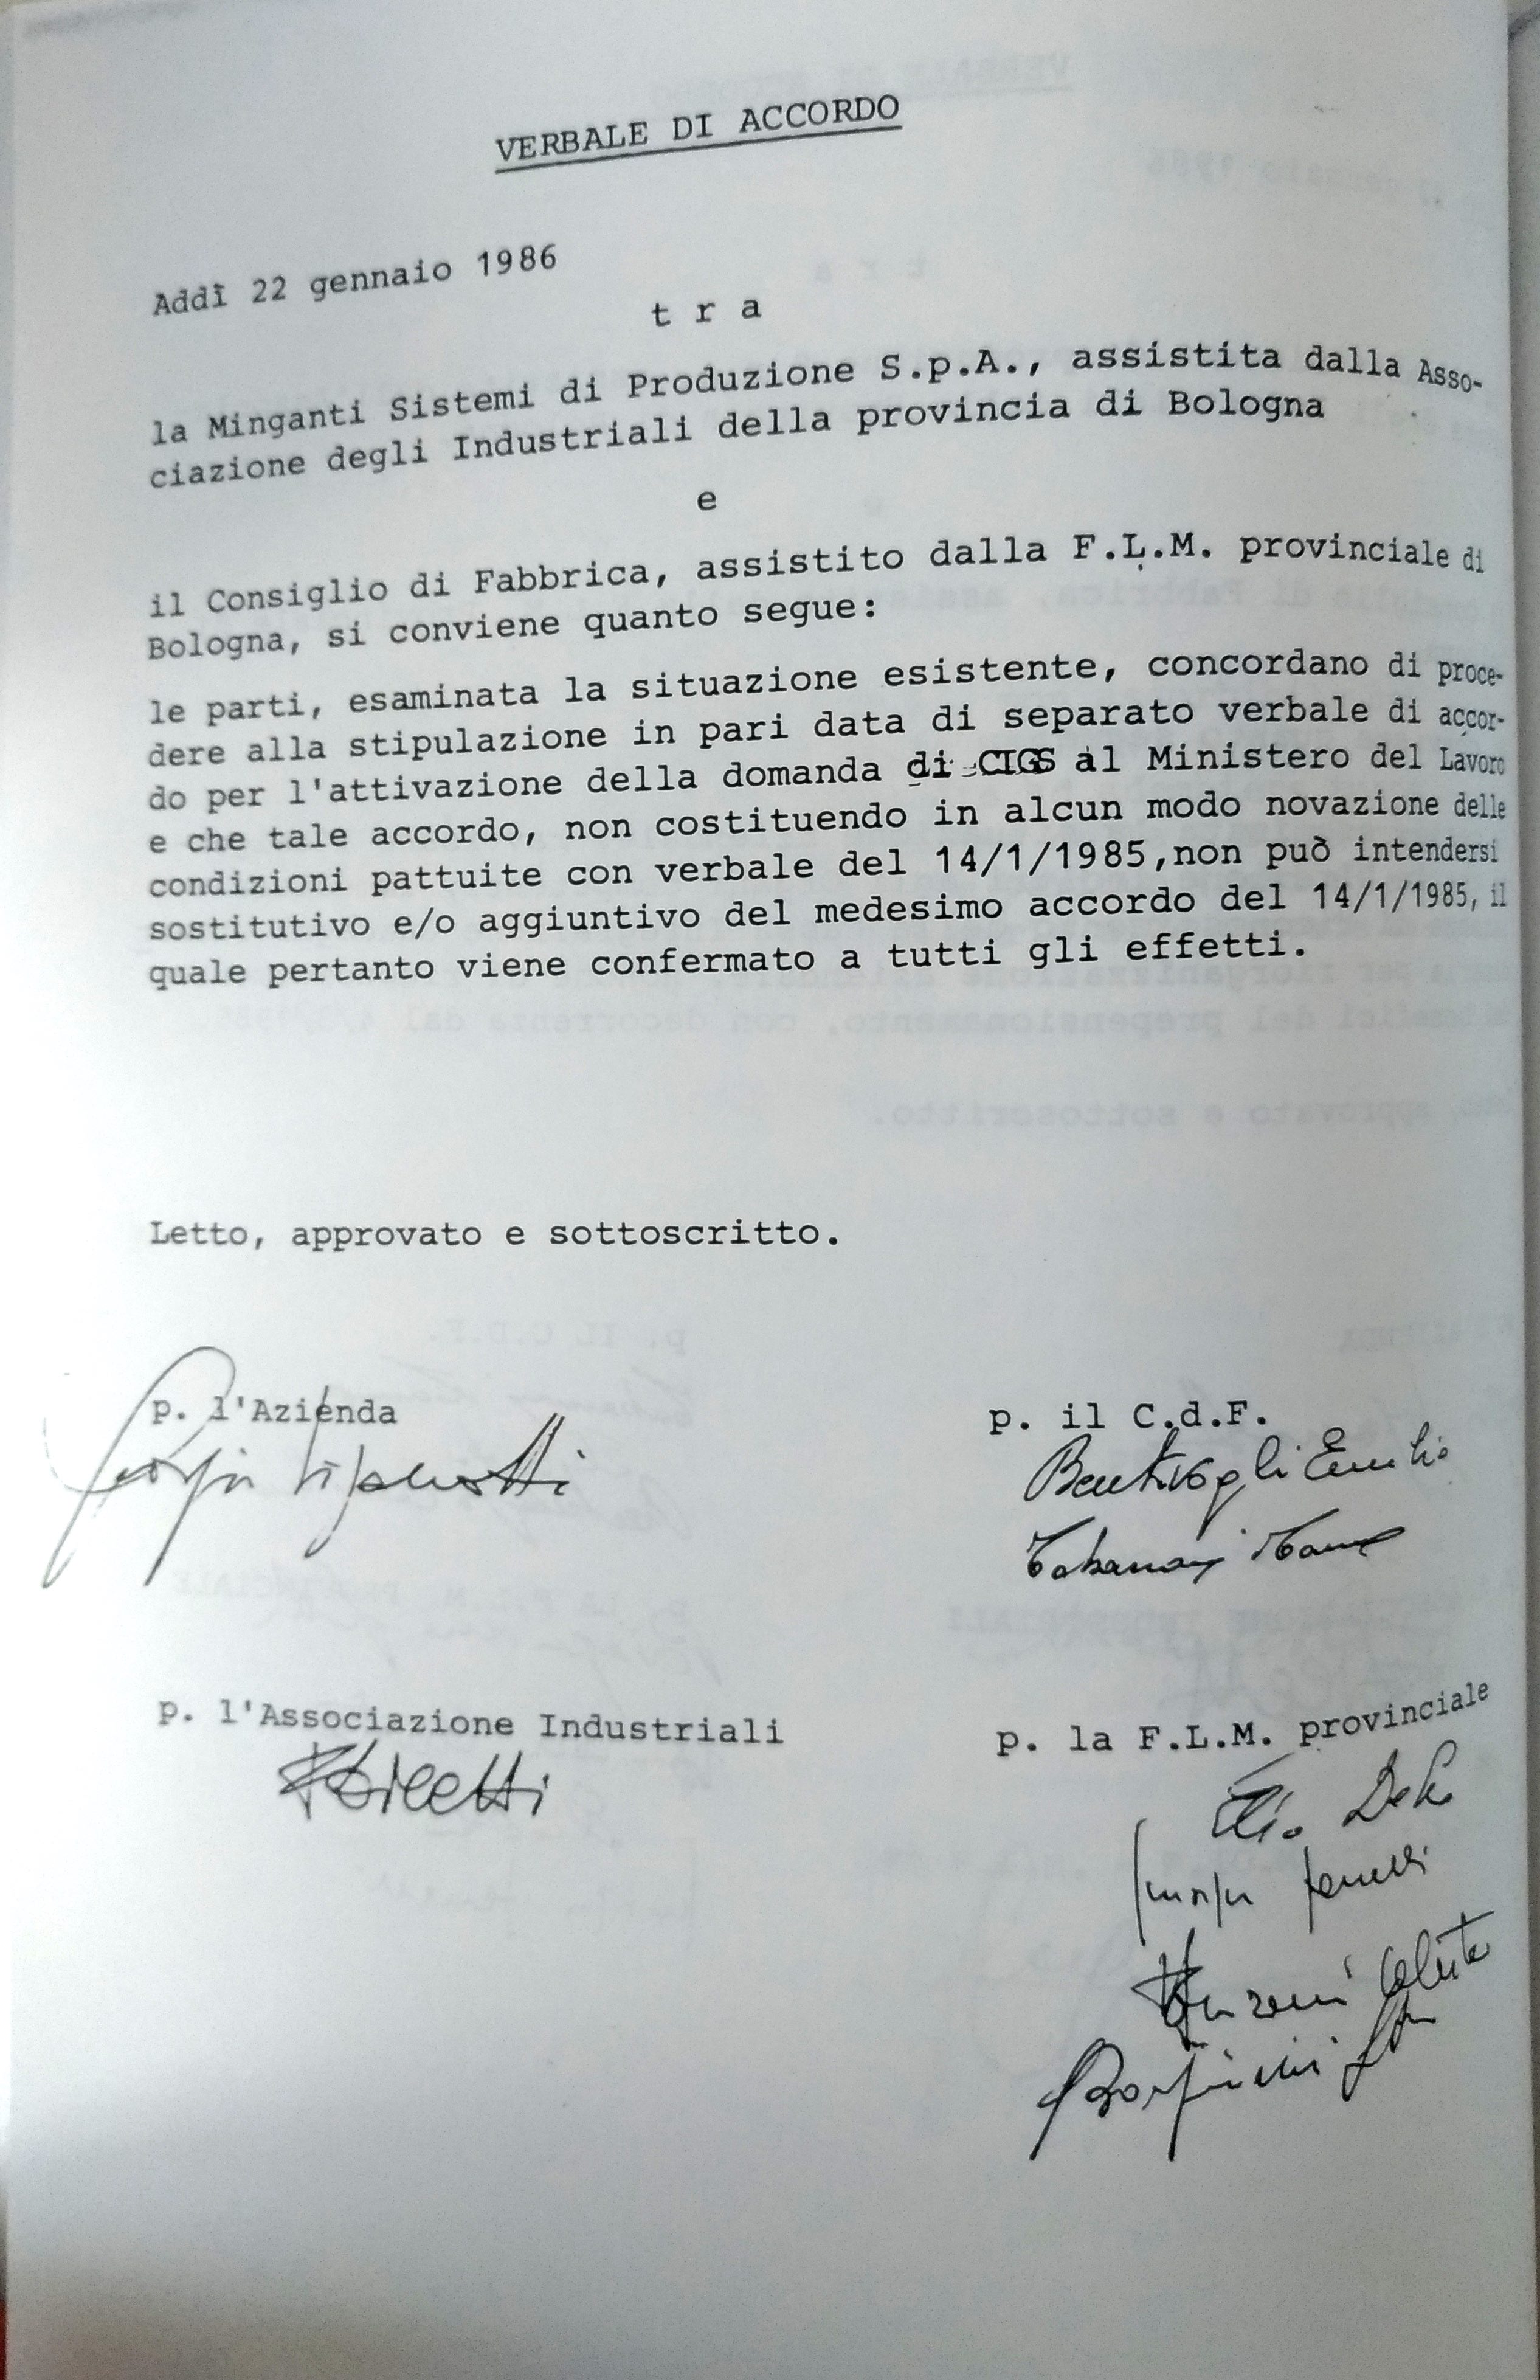 VERBALE DI ACCORDO
Addì 22 gennaio 1986
t r a
la Minganti Sistemi di Produzione S.p.A., assistita dalla Asso-
ciazione degli Industriali della provincia di Bologna
e
il Consiglio di Fabbrica, assistito dalla F.L.M. provinciale di
Bologna, si conviene quanto segue:
le parti, esaminata la situazione esistente, concordano di proce-
dere alla stipulazione in pari data di separato verbale di accor-
do per l'attivazione della domanda di CIGS al Ministero del Lavoro
e che tale accordo, non costituendo in alcun modo novazione delle
condizioni pattuite con verbale del 14/1/1985,non può intendersi
sostitutivo e/o aggiuntivo del medesimo accordo del 14/1/1985, il
quale pertanto viene confermato a tutti gli effetti.
Letto, approvato e sottoscritto.
p. l'Azienda
p. il C.d.F.
Bentivogli Emilio
p. l'Associazione Industriali
p. la F.L.M. provinciale